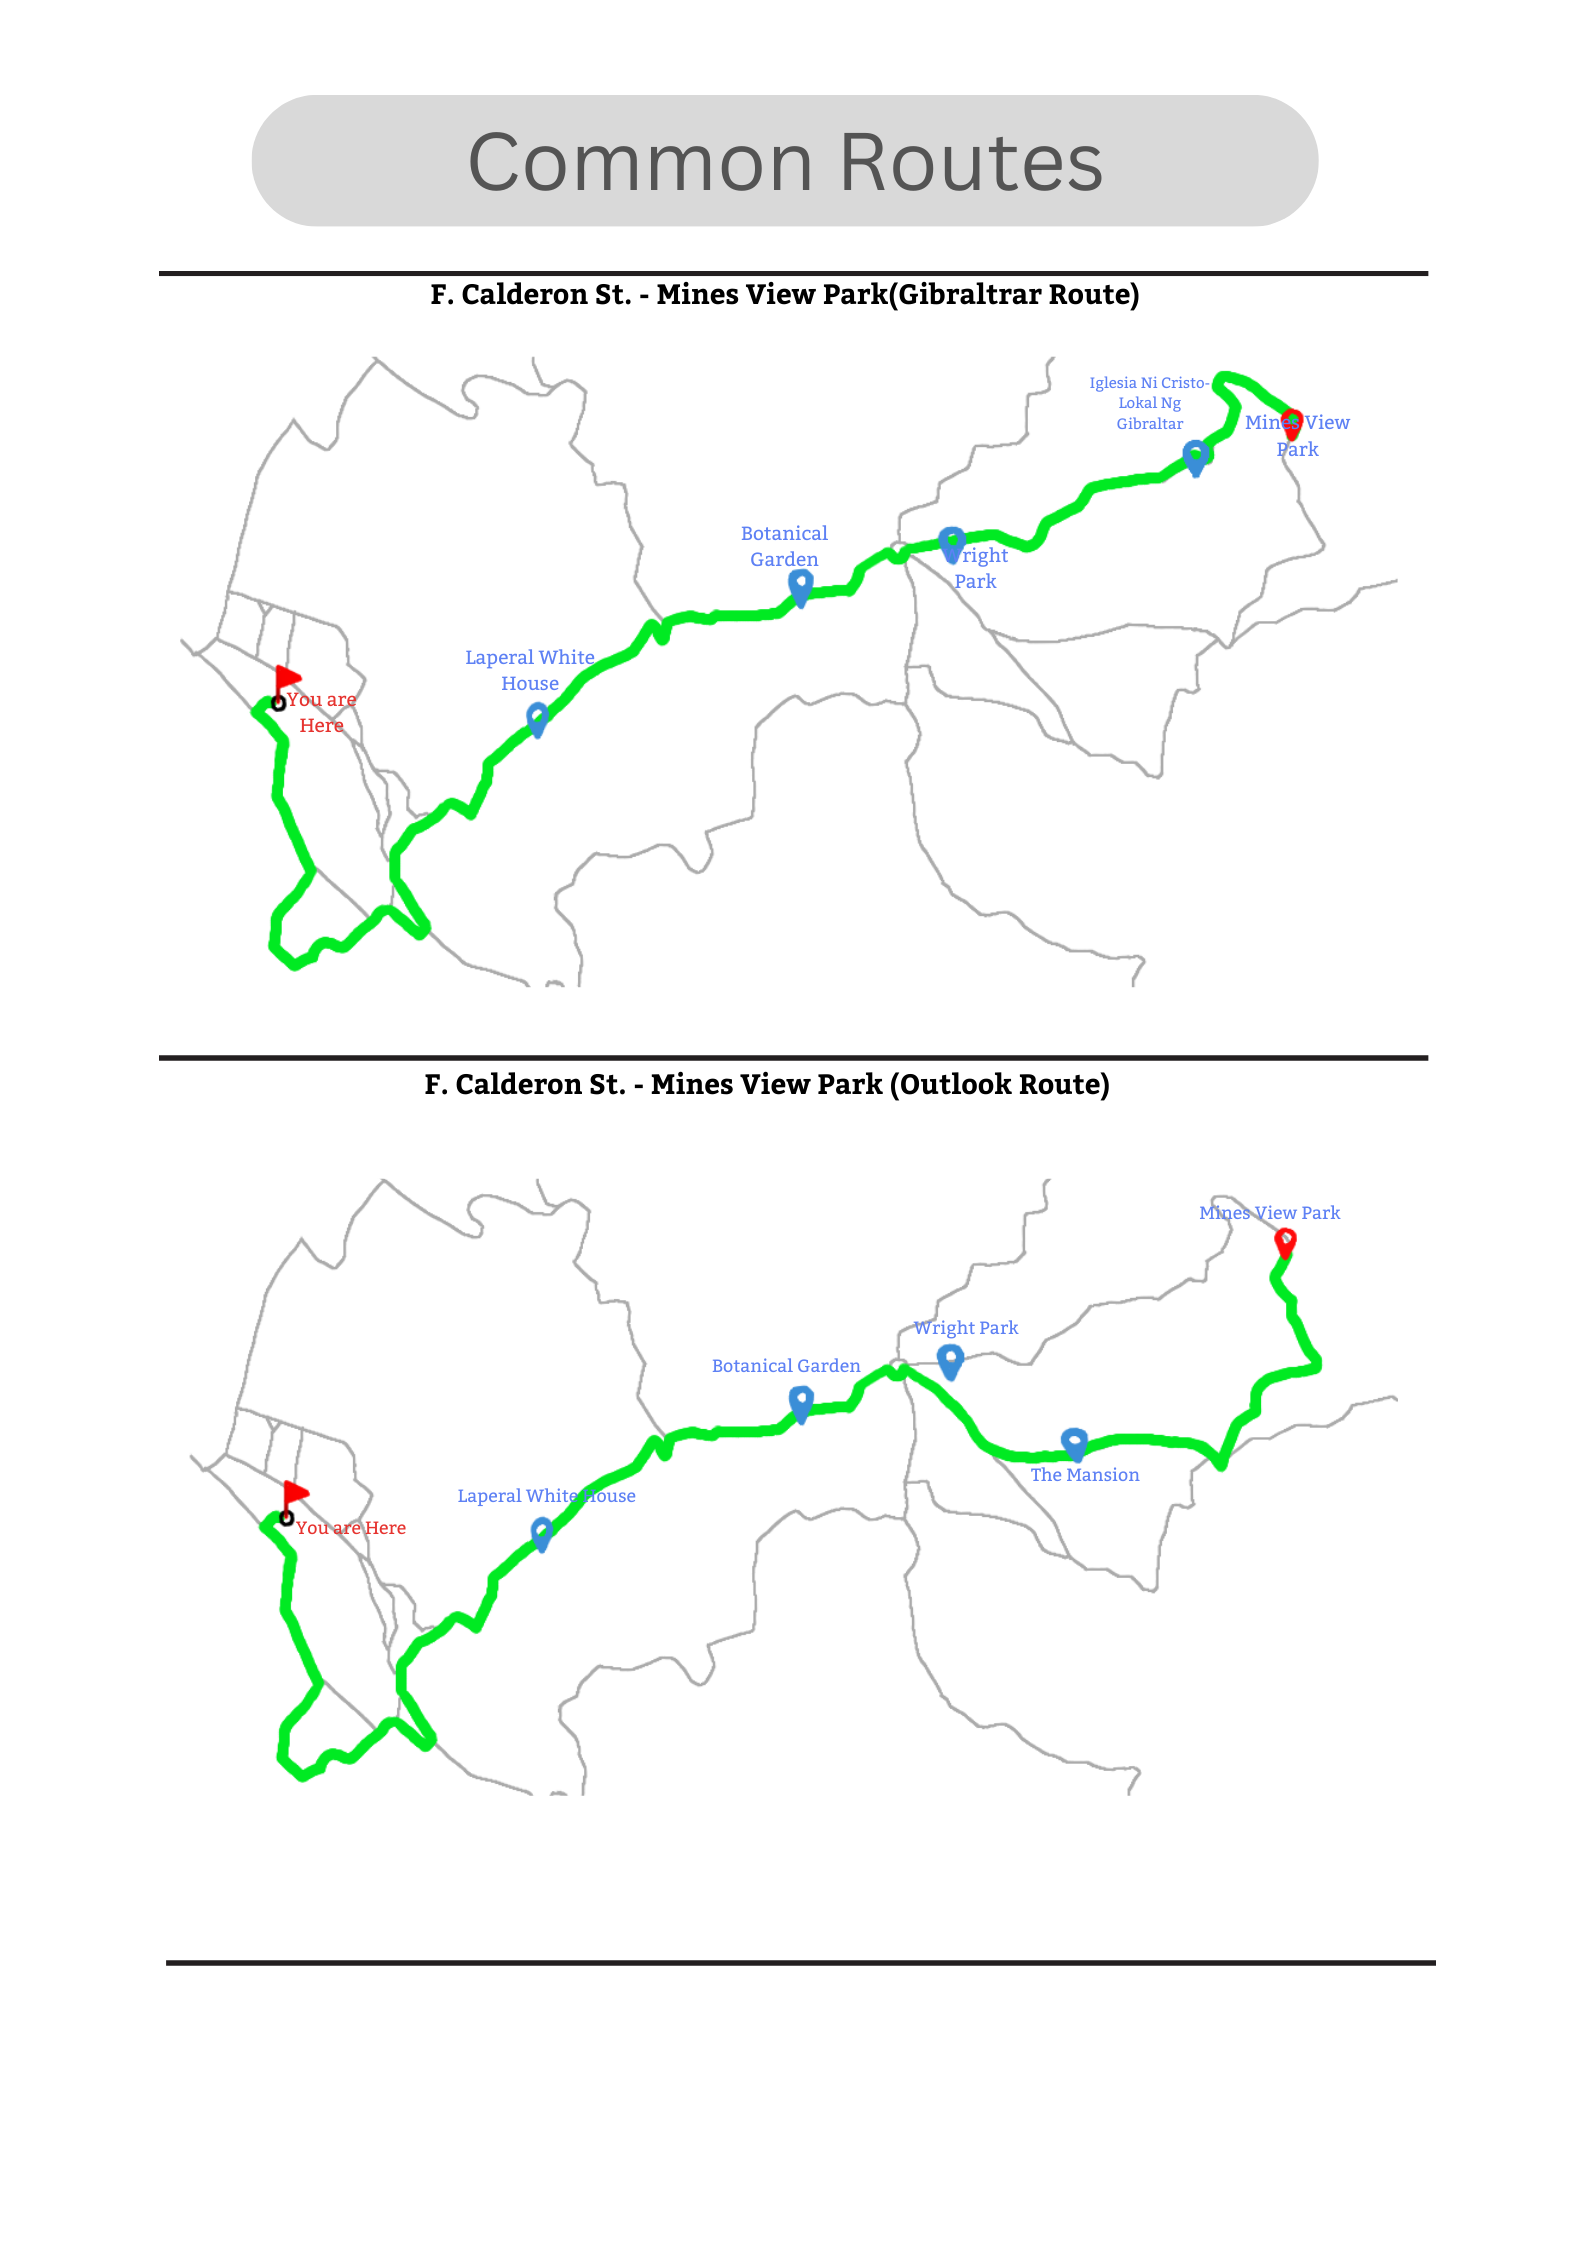 Common Routes
F. Calderon St. - Mines View Park(Gibraltrar Route)
Iglesia Ni Cristo-
Lokal Ng
Gibraltar
Mines View
Park
Botanical
Garden
Wright
Park
Laperal White
House
You are
Here
F. Calderon St. - Mines View Park (Outlook Route)
Mines View Park
Wright Park
Botanical Garden
The Mansion
Laperal White House
You are Here